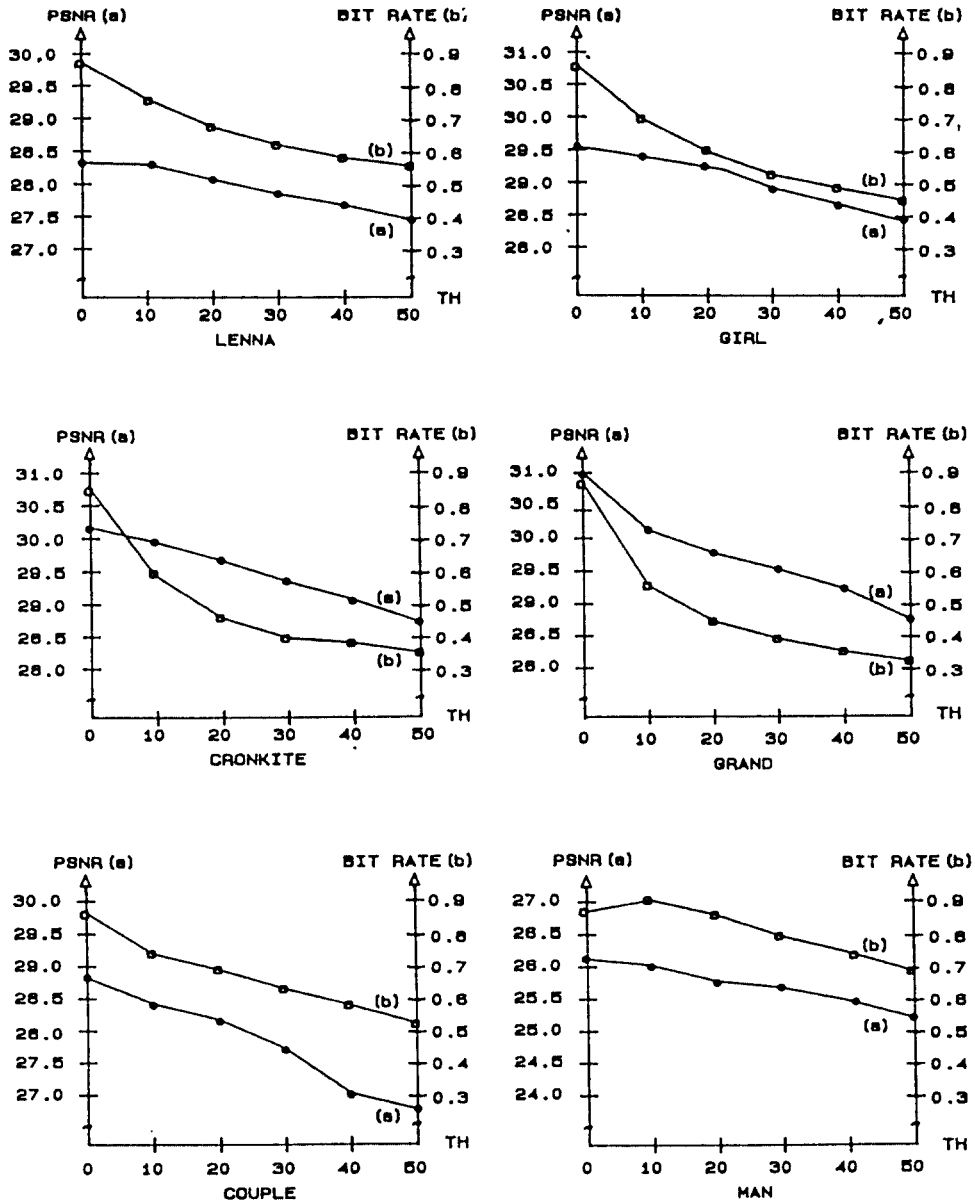 PSNR (a)
BIT RATE (b)
30,0
29.5
29.0
28.5
28.0
27.5
27.0
0.9
0.8
0.7
0.6
0.5
0.4
0.3
(b)
(a)
TH
0 10 20 30 40 50
LENNA
PSNR (a)
BIT RATE (b)
31.0
30.5
30.0
29.5
29.0
28.5
28.0
0.9
0.8
0.7
0.6
0.5
0.4
0.3
(b)
(a)
TH
0 10 20 30 40 50
GIRL
PSNR (a)
BIT RATE (b)
31.0
30.5
30.0
29.5
29.0
28.5
28.0
0.9
0.8
0.7
0.6
0.5
0.4
0.3
(a)
(b)
TH
0 10 20 30 40 50
CRONKITE
PSNR (a)
BIT RATE (b)
31.0
30.5
30.0
29.5
29.0
28.5
28.0
0.9
0.8
0.7
0.6
0.5
0.4
0.3
(a)
(b)
TH
0 10 20 30 40 50
GRAND
PSNR (a)
BIT RATE (b)
30.0
29.5
29.0
28.5
28.0
27.5
27.0
0.9
0.8
0.7
0.6
0.5
0.4
0.3
(b)
(a)
TH
0 10 20 30 40 50
COUPLE
PSNR (a)
BIT RATE (b)
27.0
26.5
26.0
25.5
25.0
24.5
24.0
0.9
0.8
0.7
0.6
0.5
0.4
0.3
(b)
(a)
TH
0 10 20 30 40 50
MAN